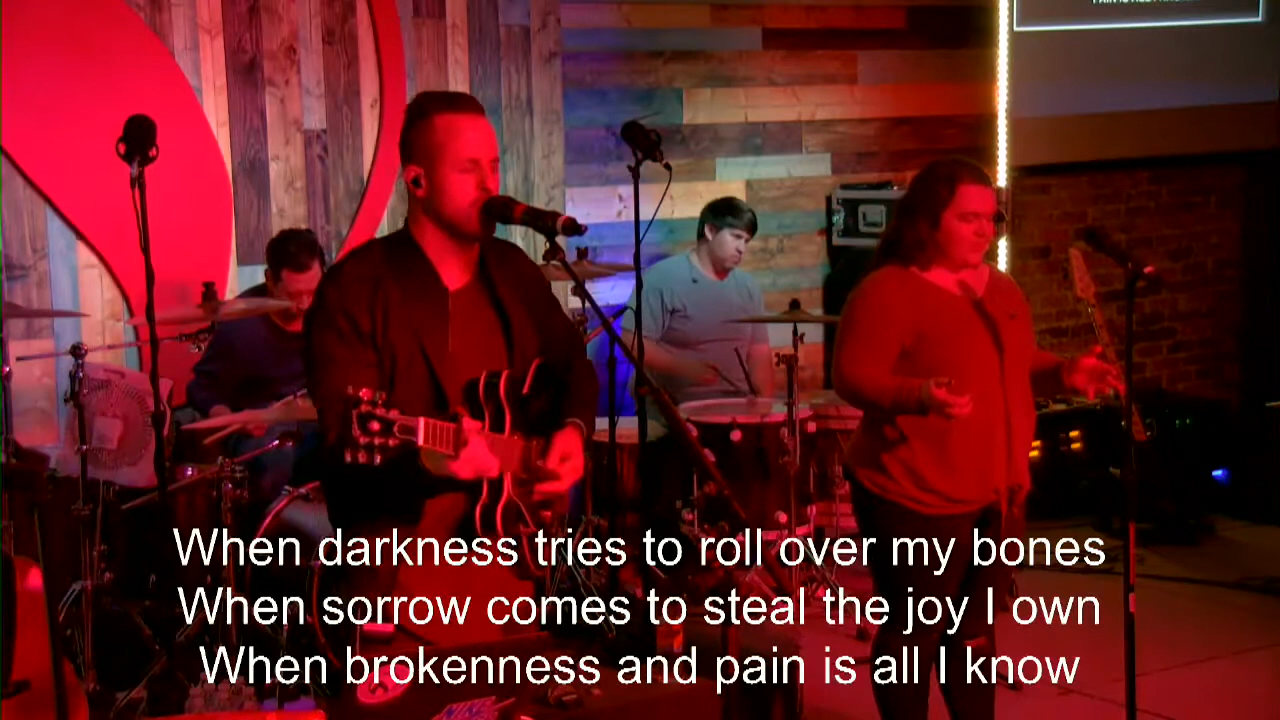 When darkness tries to roll over my bones
When sorrow comes to steal the joy I own
When brokenness and pain is all I know